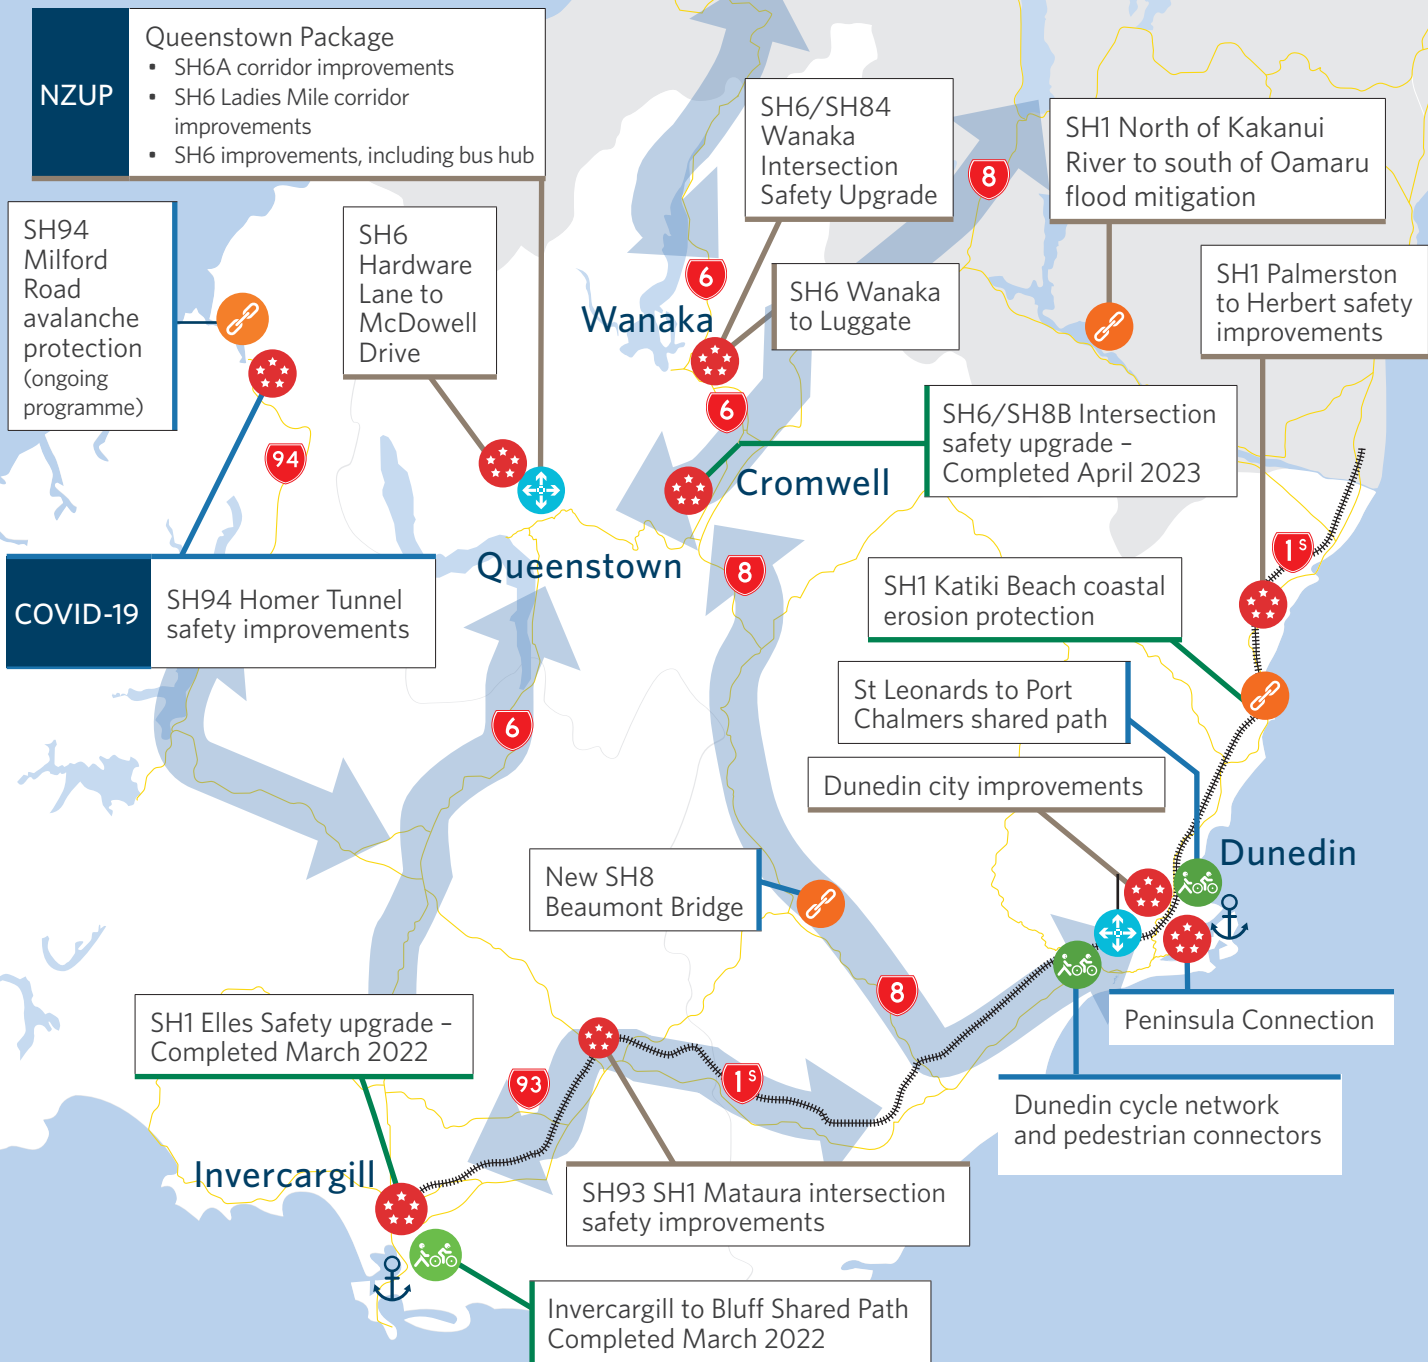 NZUP
Queenstown Package
• SH6A corridor improvements
• SH6 Ladies Mile corridor
improvements
• SH6 improvements, including bus hub
SH6/SH84
Wanaka
Intersection
Safety Upgrade
8
SH1 North of Kakanui
River to south of Oamaru
flood mitigation
SH94
Milford
Road
avalanche
protection
(ongoing
programme)
SH6
Hardware
Lane to
McDowell
Drive
6
Wanaka
SH6 Wanaka
to Luggate
SH1 Palmerston
to Herbert safety
improvements
94
6
SH6/SH8B Intersection
safety upgrade –
Completed April 2023
Cromwell
Queenstown
8
1S
COVID-19
SH94 Homer Tunnel
safety improvements
SH1 Katiki Beach coastal
erosion protection
St Leonards to Port
Chalmers shared path
6
Dunedin city improvements
Dunedin
New SH8
Beaumont Bridge
8
Peninsula Connection
SH1 Elles Safety upgrade –
Completed March 2022
93
1S
Dunedin cycle network
and pedestrian connectors
Invercargill
SH93 SH1 Mataura intersection
safety improvements
Invercargill to Bluff Shared Path
Completed March 2022